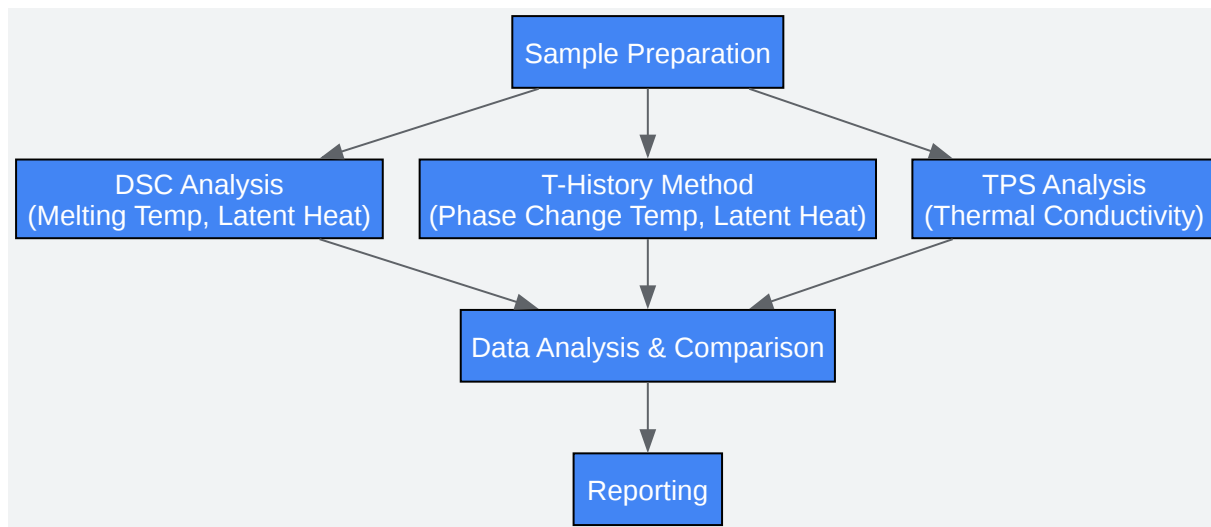 Sample Preparation
DSC Analysis
(Melting Temp, Latent Heat)
T-History Method
(Phase Change Temp, Latent Heat)
TPS Analysis
(Thermal Conductivity)
Data Analysis & Comparison
Reporting